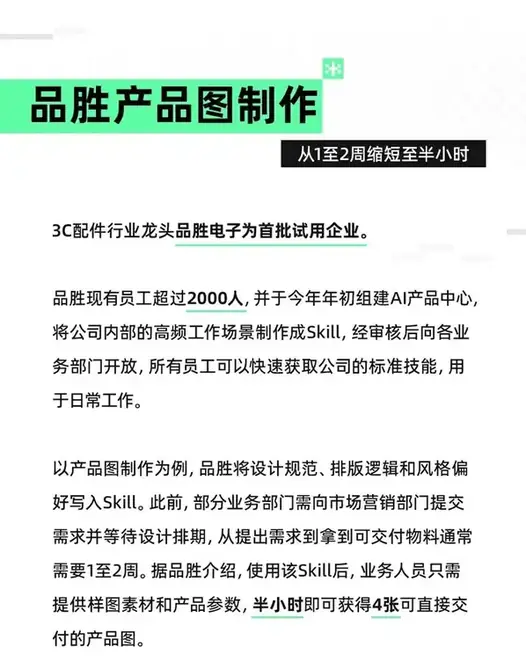 品胜产品图制作
从1至2周缩短至半小时
3C配件行业龙头品胜电子为首批试用企业。
品胜现有员工超过2000人,并于今年年初组建AI产品中心,
将公司内部的高频工作场景制作成Skill,经审核后向各业
务部门开放,所有员工可以快速获取公司的标准技能,用
于日常工作。
以产品图制作为例,品胜将设计规范、排版逻辑和风格偏
好写入Skill。此前,部分业务部门需向市场营销部门提交
需求并等待设计排期,从提出需求到拿到可交付物料通常
需要1至2周。据品胜介绍,使用该Skill后,业务人员只需
提供样图素材和产品参数,半小时即可获得4张可直接交
付的产品图。